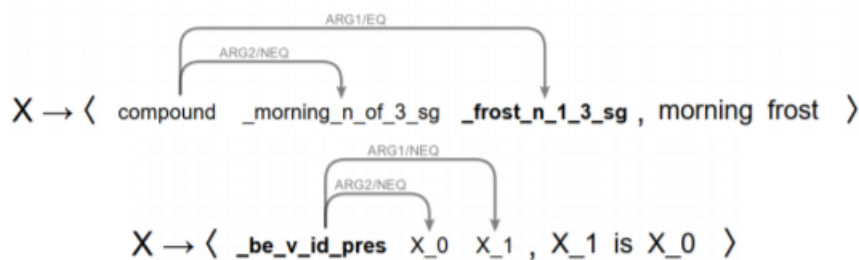 ARG1/EQ
ARG2/NEQ
X → ⟨ compound _morning_n_of_3_sg _frost_n_1_3_sg , morning frost ⟩
ARG1/NEQ
ARG2/NEQ
X → ⟨ _be_v_id_pres X_0 X_1 , X_1 is X_0 ⟩